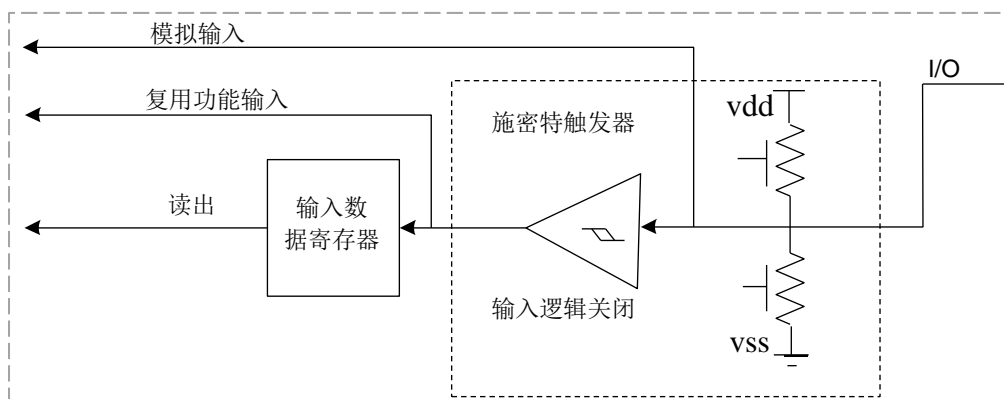 模拟输入
I/O
vdd
复用功能输入
施密特触发器
读出
输入数
据寄存器
输入逻辑关闭
vss